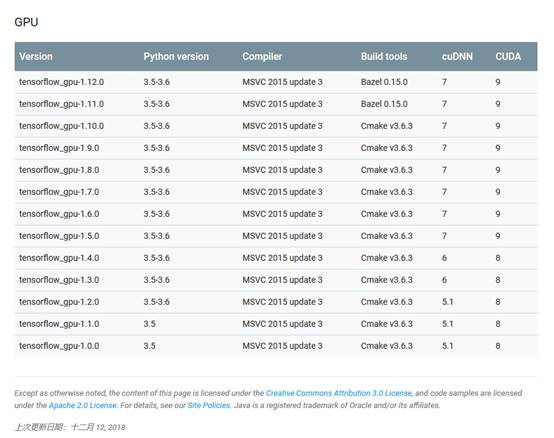 GPU
Version Python version Compiler Build tools cuDNN CUDA
tensorflow_gpu-1.12.0 3.5-3.6 MSVC 2015 update 3 Bazel 0.15.0 7 9
tensorflow_gpu-1.11.0 3.5-3.6 MSVC 2015 update 3 Bazel 0.15.0 7 9
tensorflow_gpu-1.10.0 3.5-3.6 MSVC 2015 update 3 Cmake v3.6.3 7 9
tensorflow_gpu-1.9.0 3.5-3.6 MSVC 2015 update 3 Cmake v3.6.3 7 9
tensorflow_gpu-1.8.0 3.5-3.6 MSVC 2015 update 3 Cmake v3.6.3 7 9
tensorflow_gpu-1.7.0 3.5-3.6 MSVC 2015 update 3 Cmake v3.6.3 7 9
tensorflow_gpu-1.6.0 3.5-3.6 MSVC 2015 update 3 Cmake v3.6.3 7 9
tensorflow_gpu-1.5.0 3.5-3.6 MSVC 2015 update 3 Cmake v3.6.3 7 9
tensorflow_gpu-1.4.0 3.5-3.6 MSVC 2015 update 3 Cmake v3.6.3 6 8
tensorflow_gpu-1.3.0 3.5-3.6 MSVC 2015 update 3 Cmake v3.6.3 6 8
tensorflow_gpu-1.2.0 3.5-3.6 MSVC 2015 update 3 Cmake v3.6.3 5.1 8
tensorflow_gpu-1.1.0 3.5 MSVC 2015 update 3 Cmake v3.6.3 5.1 8
tensorflow_gpu-1.0.0 3.5 MSVC 2015 update 3 Cmake v3.6.3 5.1 8
Except as otherwise noted, the content of this page is licensed under the Creative Commons Attribution 3.0 License, and code samples are licensed
under the Apache 2.0 License. For details, see our Site Policies. Java is a registered trademark of Oracle and/or its affiliates.
上次更新日期：十二月 12, 2018